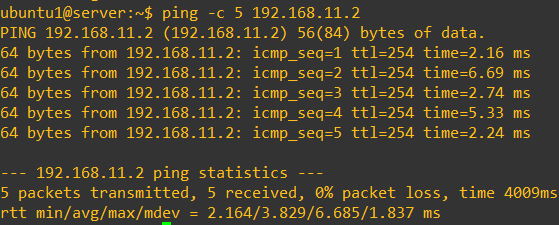 ubuntu1@server:~$ ping -c 5 192.168.11.2
PING 192.168.11.2 (192.168.11.2) 56(84) bytes of data.
64 bytes from 192.168.11.2: icmp_seq=1 ttl=254 time=2.16 ms
64 bytes from 192.168.11.2: icmp_seq=2 ttl=254 time=6.69 ms
64 bytes from 192.168.11.2: icmp_seq=3 ttl=254 time=2.74 ms
64 bytes from 192.168.11.2: icmp_seq=4 ttl=254 time=5.33 ms
64 bytes from 192.168.11.2: icmp_seq=5 ttl=254 time=2.24 ms
--- 192.168.11.2 ping statistics ---
5 packets transmitted, 5 received, 0% packet loss, time 4009ms
rtt min/avg/max/mdev = 2.164/3.829/6.685/1.837 ms